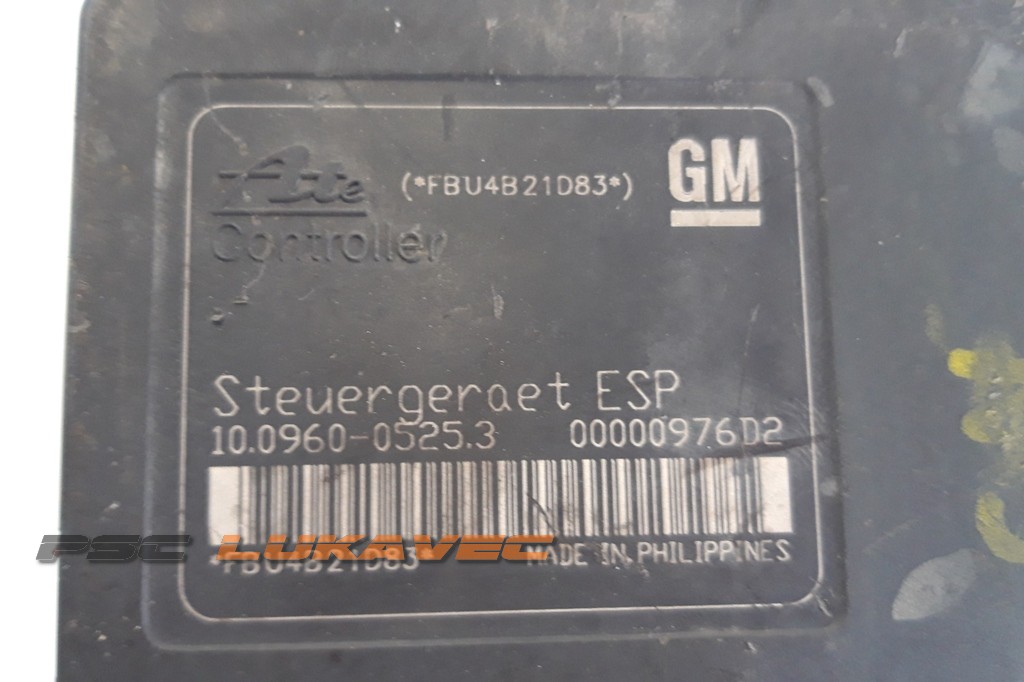 Ate (*FBU4B21D83*) GM
Controller
Steuergeraet ESP
10.0960-0525.3 00000976D2
PSC LUKAVEC
*FBU4B21D83* MADE IN PHILIPPINES